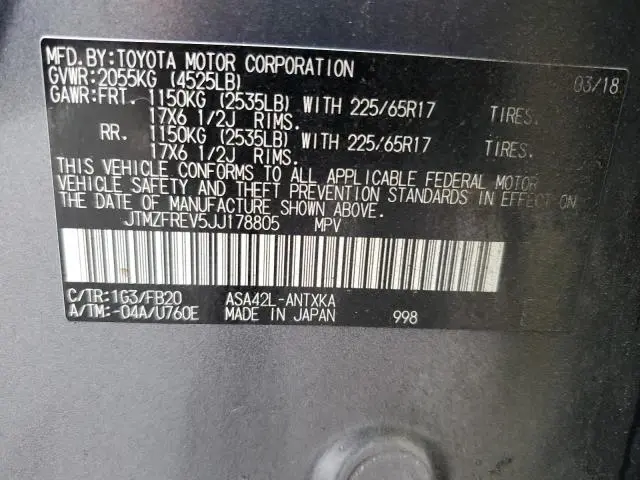 MFD.BY:TOYOTA MOTOR CORPORATION 03/18
GVWR:2055KG (4525LB)
GAWR:FRT. 1150KG (2535LB) WITH 225/65R17 TIRES.
17X6 1/2J RIMS.
RR. 1150KG (2535LB) WITH 225/65R17 TIRES.
17X6 1/2J RIMS.
THIS VEHICLE CONFORMS TO ALL APPLICABLE FEDERAL MOTOR
VEHICLE SAFETY AND THEFT PREVENTION STANDARDS IN EFFECT ON
THE DATE OF MANUFACTURE SHOWN ABOVE.
JTMZFREV5JJ178805 MPV
C/TR:1G3/FB20 ASA42L-ANTXKA
A/TM:-04A/U760E MADE IN JAPAN 998